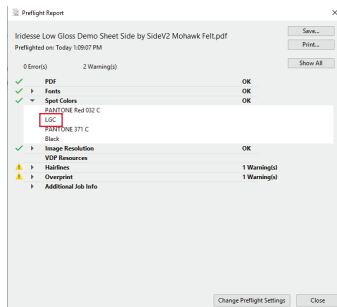 Preflight Report
Iridesse Low Gloss Demo Sheet Side by SideV2 Mohawk Felt.pdf
Save...
Preflighted on: Today 1:09:07 PM
Print...
0 Error(s) 2 Warning(s)
Show All
PDF OK
Fonts OK
Spot Colors OK
PANTONE Red 032 C
LGC
PANTONE 371 C
Black
Image Resolution OK
VDP Resources
Hairlines 1 Warning(s)
Overprint 1 Warning(s)
Additional Job Info
Change Preflight Settings Close